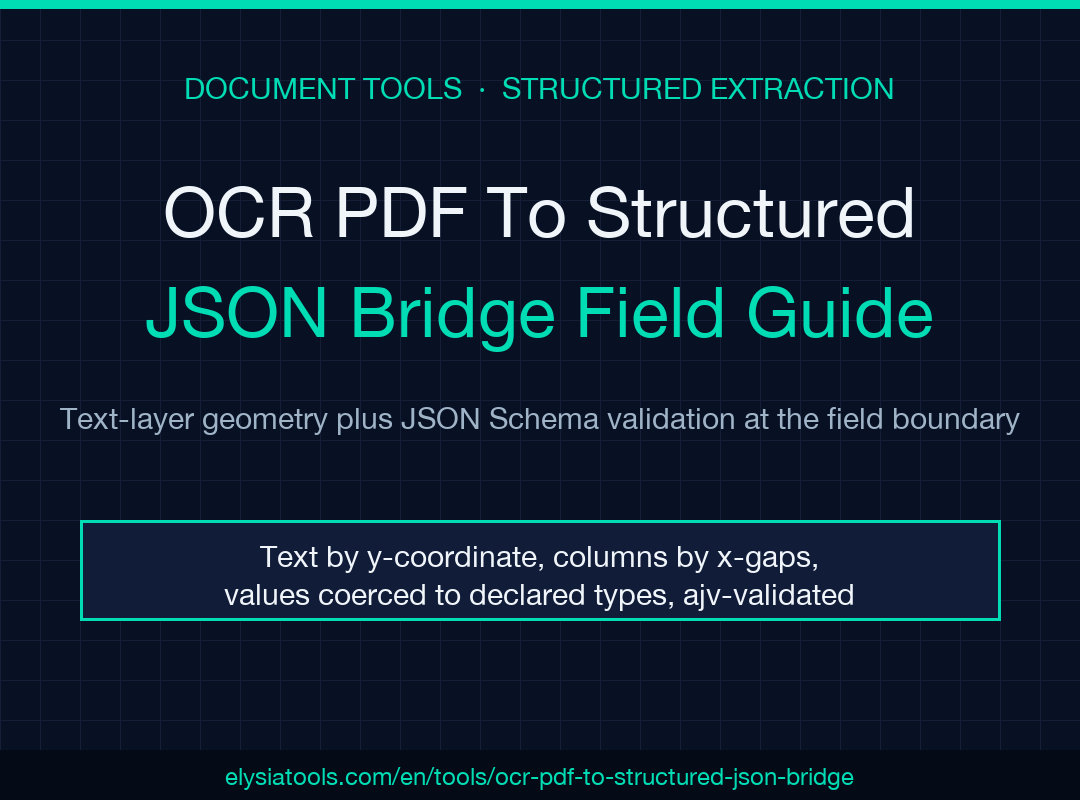 DOCUMENT TOOLS · STRUCTURED EXTRACTION
OCR PDF To Structured
JSON Bridge Field Guide
Text-layer geometry plus JSON Schema validation at the field boundary
Text by y-coordinate, columns by x-gaps,
values coerced to declared types, ajv-validated
elysiatools.com/en/tools/ocr-pdf-to-structured-json-bridge